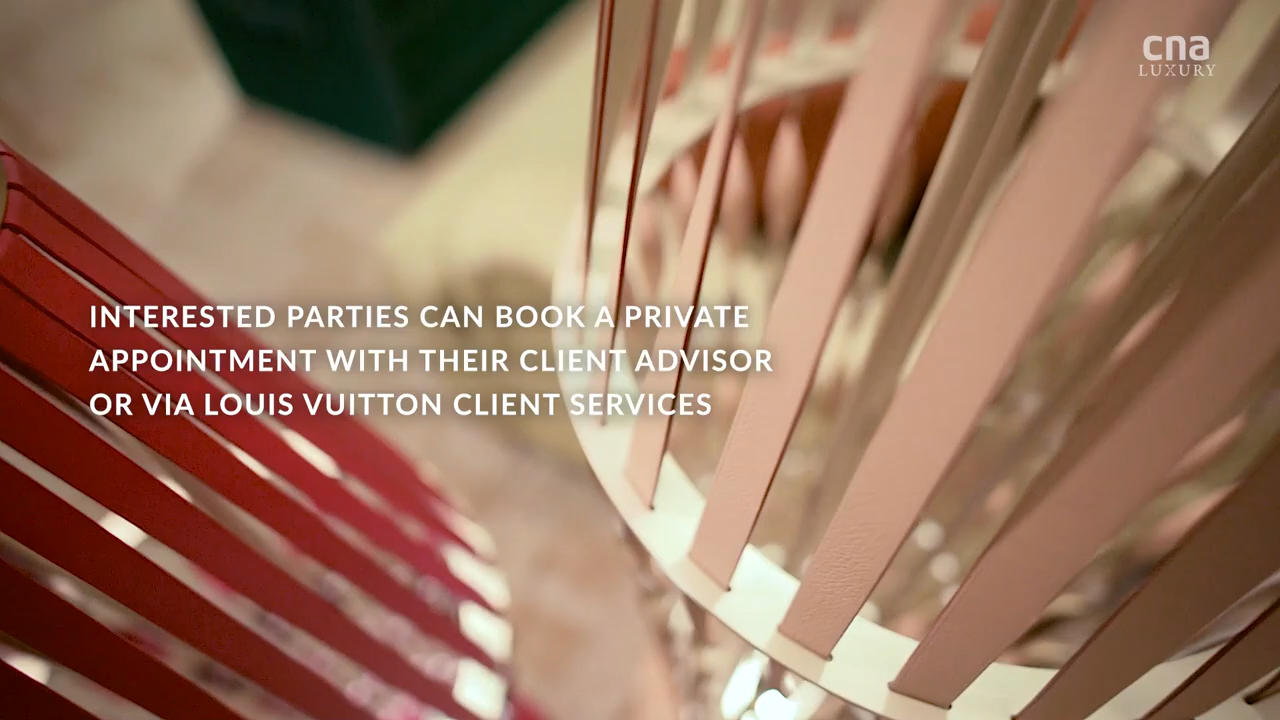 cna
LUXURY
INTERESTED PARTIES CAN BOOK A PRIVATE
APPOINTMENT WITH THEIR CLIENT ADVISOR
OR VIA LOUIS VUITTON CLIENT SERVICES